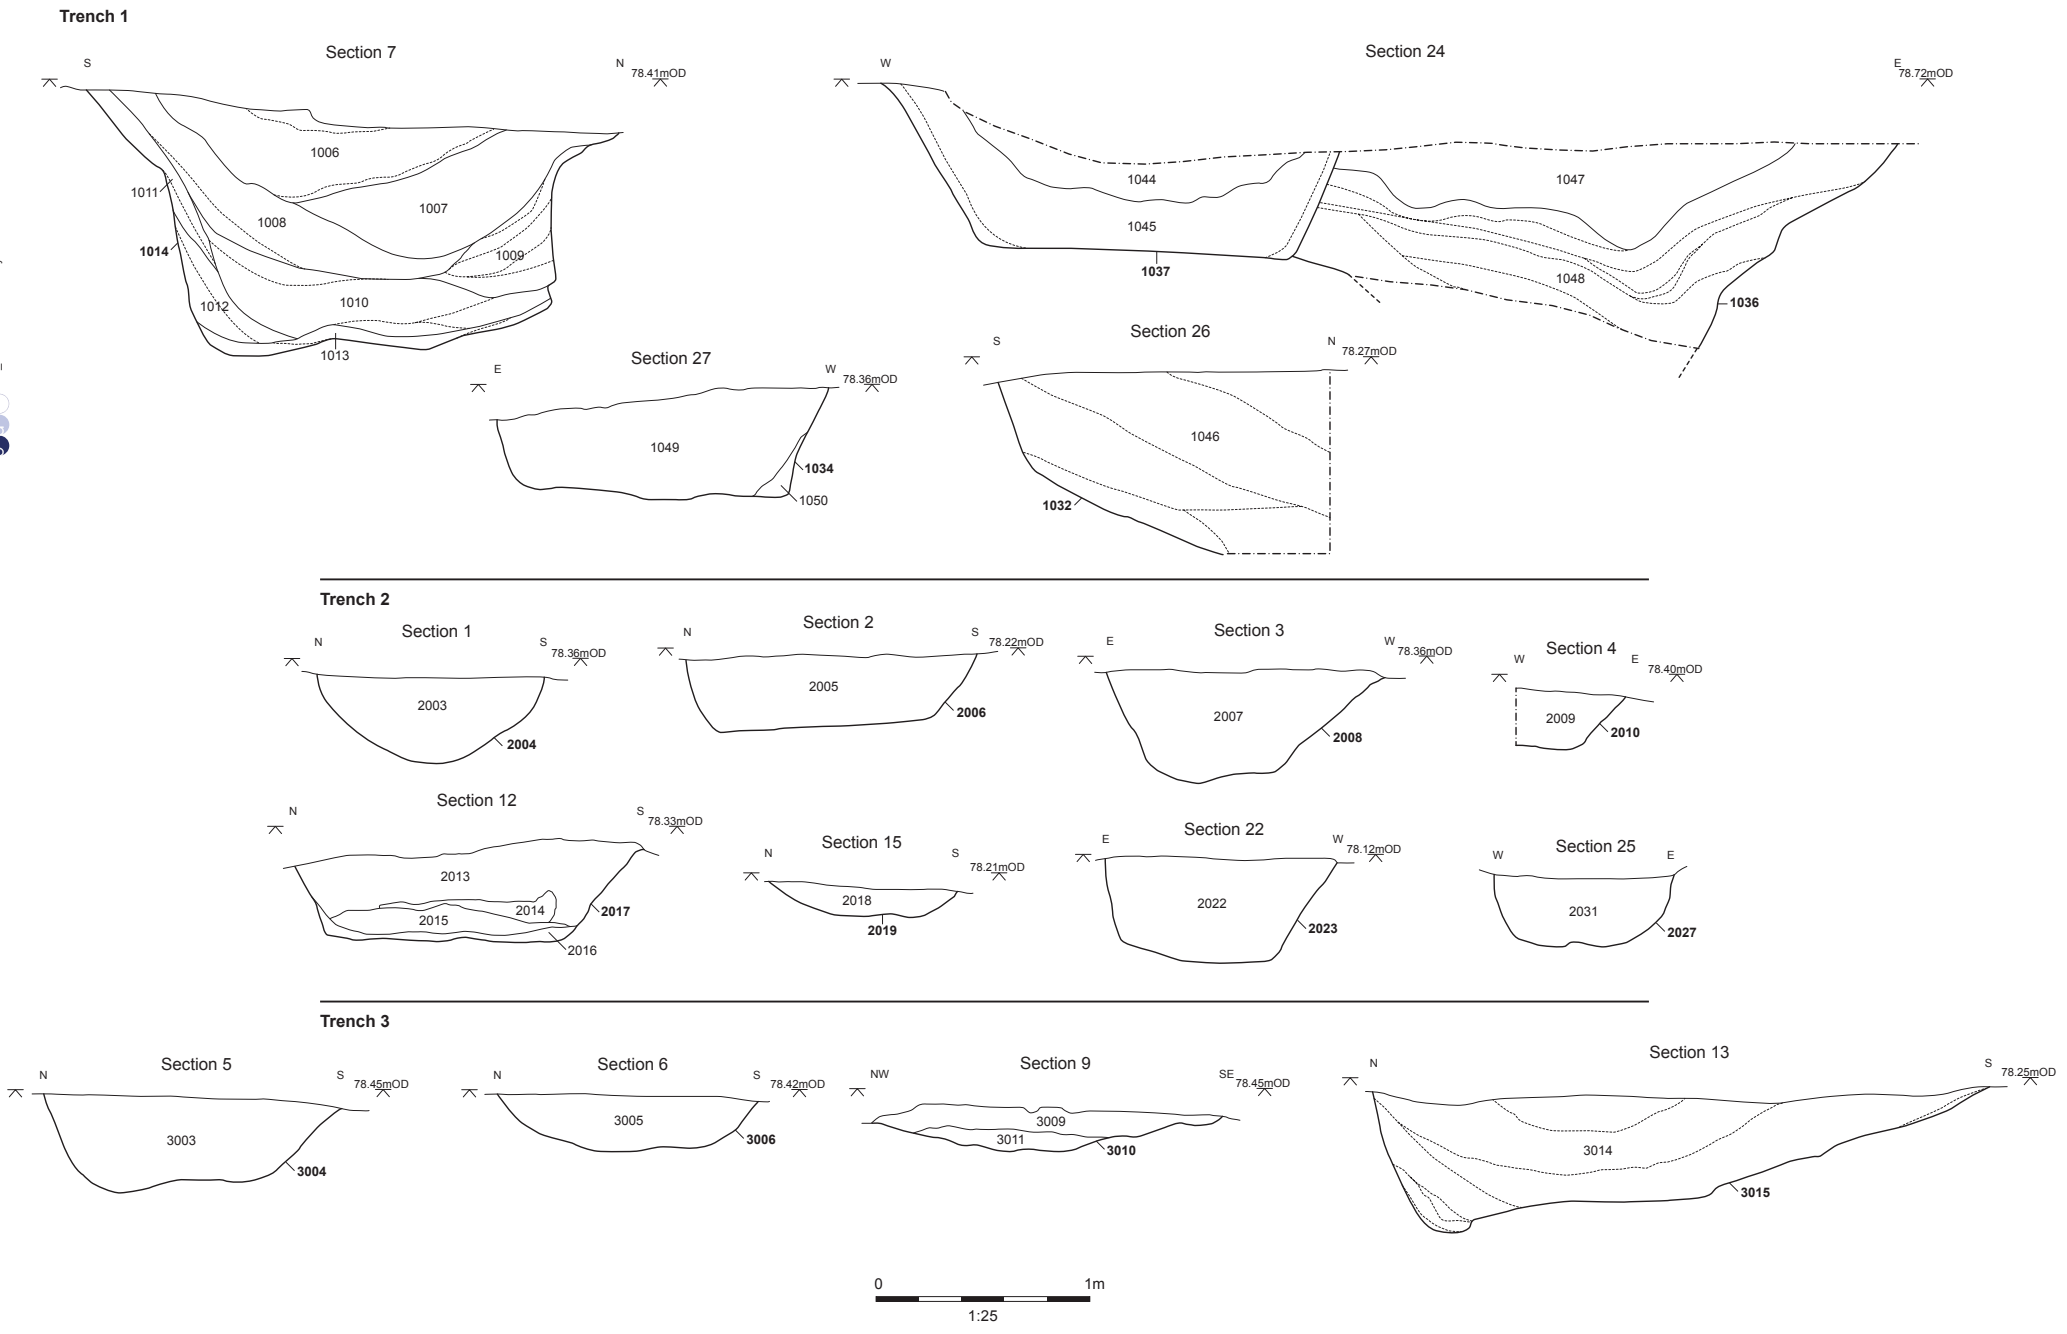 Trench 1
Section 7
S
N
78.41mOD
1006
1011
1007
1008
1014
1009
1012
1010
1013
Section 24
W
E
78.72mOD
1044
1047
1045
1037
1048
1036
Section 27
E
W
78.36mOD
1049
1034
1050
Section 26
S
N
78.27mOD
1046
1032
Trench 2
Section 1
N
S
78.36mOD
2003
2004
Section 2
N
S
78.22mOD
2005
2006
Section 3
E
W
78.36mOD
2007
2008
Section 4
W
E
78.40mOD
2009
2010
Section 12
N
S
78.33mOD
2013
2014
2015
2017
2016
Section 15
N
S
78.21mOD
2018
2019
Section 22
E
W
78.12mOD
2022
2023
Section 25
W
E
2031
2027
Trench 3
Section 5
N
S
78.45mOD
3003
3004
Section 6
N
S
78.42mOD
3005
3006
Section 9
NW
SE
78.45mOD
3009
3011
3010
Section 13
N
S
78.25mOD
3014
3015
0 1m
1:25